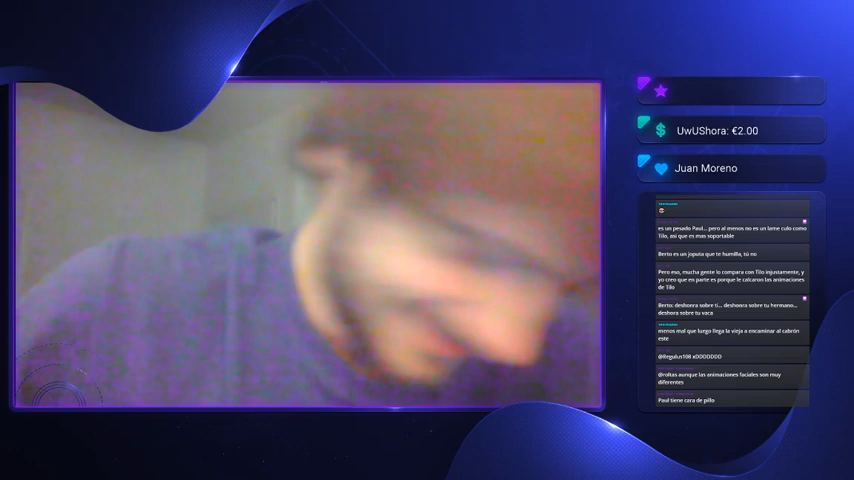 UwUShora: €2.00
Juan Moreno
es un pesado Paul... pero al menos no es un lame culo como
Tilo, asi que es mas soportable
Berto es un joputa que te humilla, tú no
Pero eso, mucha gente lo compara con Tilo injustamente, y
yo creo que en parte es porque le calcaron las animaciones
de Tilo
Berto: deshonra sobre ti... deshonra sobre tu hermano...
deshora sobre tu vaca
menos mal que luego llega la vieja a encaminar al cabrón
este
@Regulus108 xDDDDDDD
@roltas aunque las animaciones faciales son muy
diferentes
Paul tiene cara de pillo